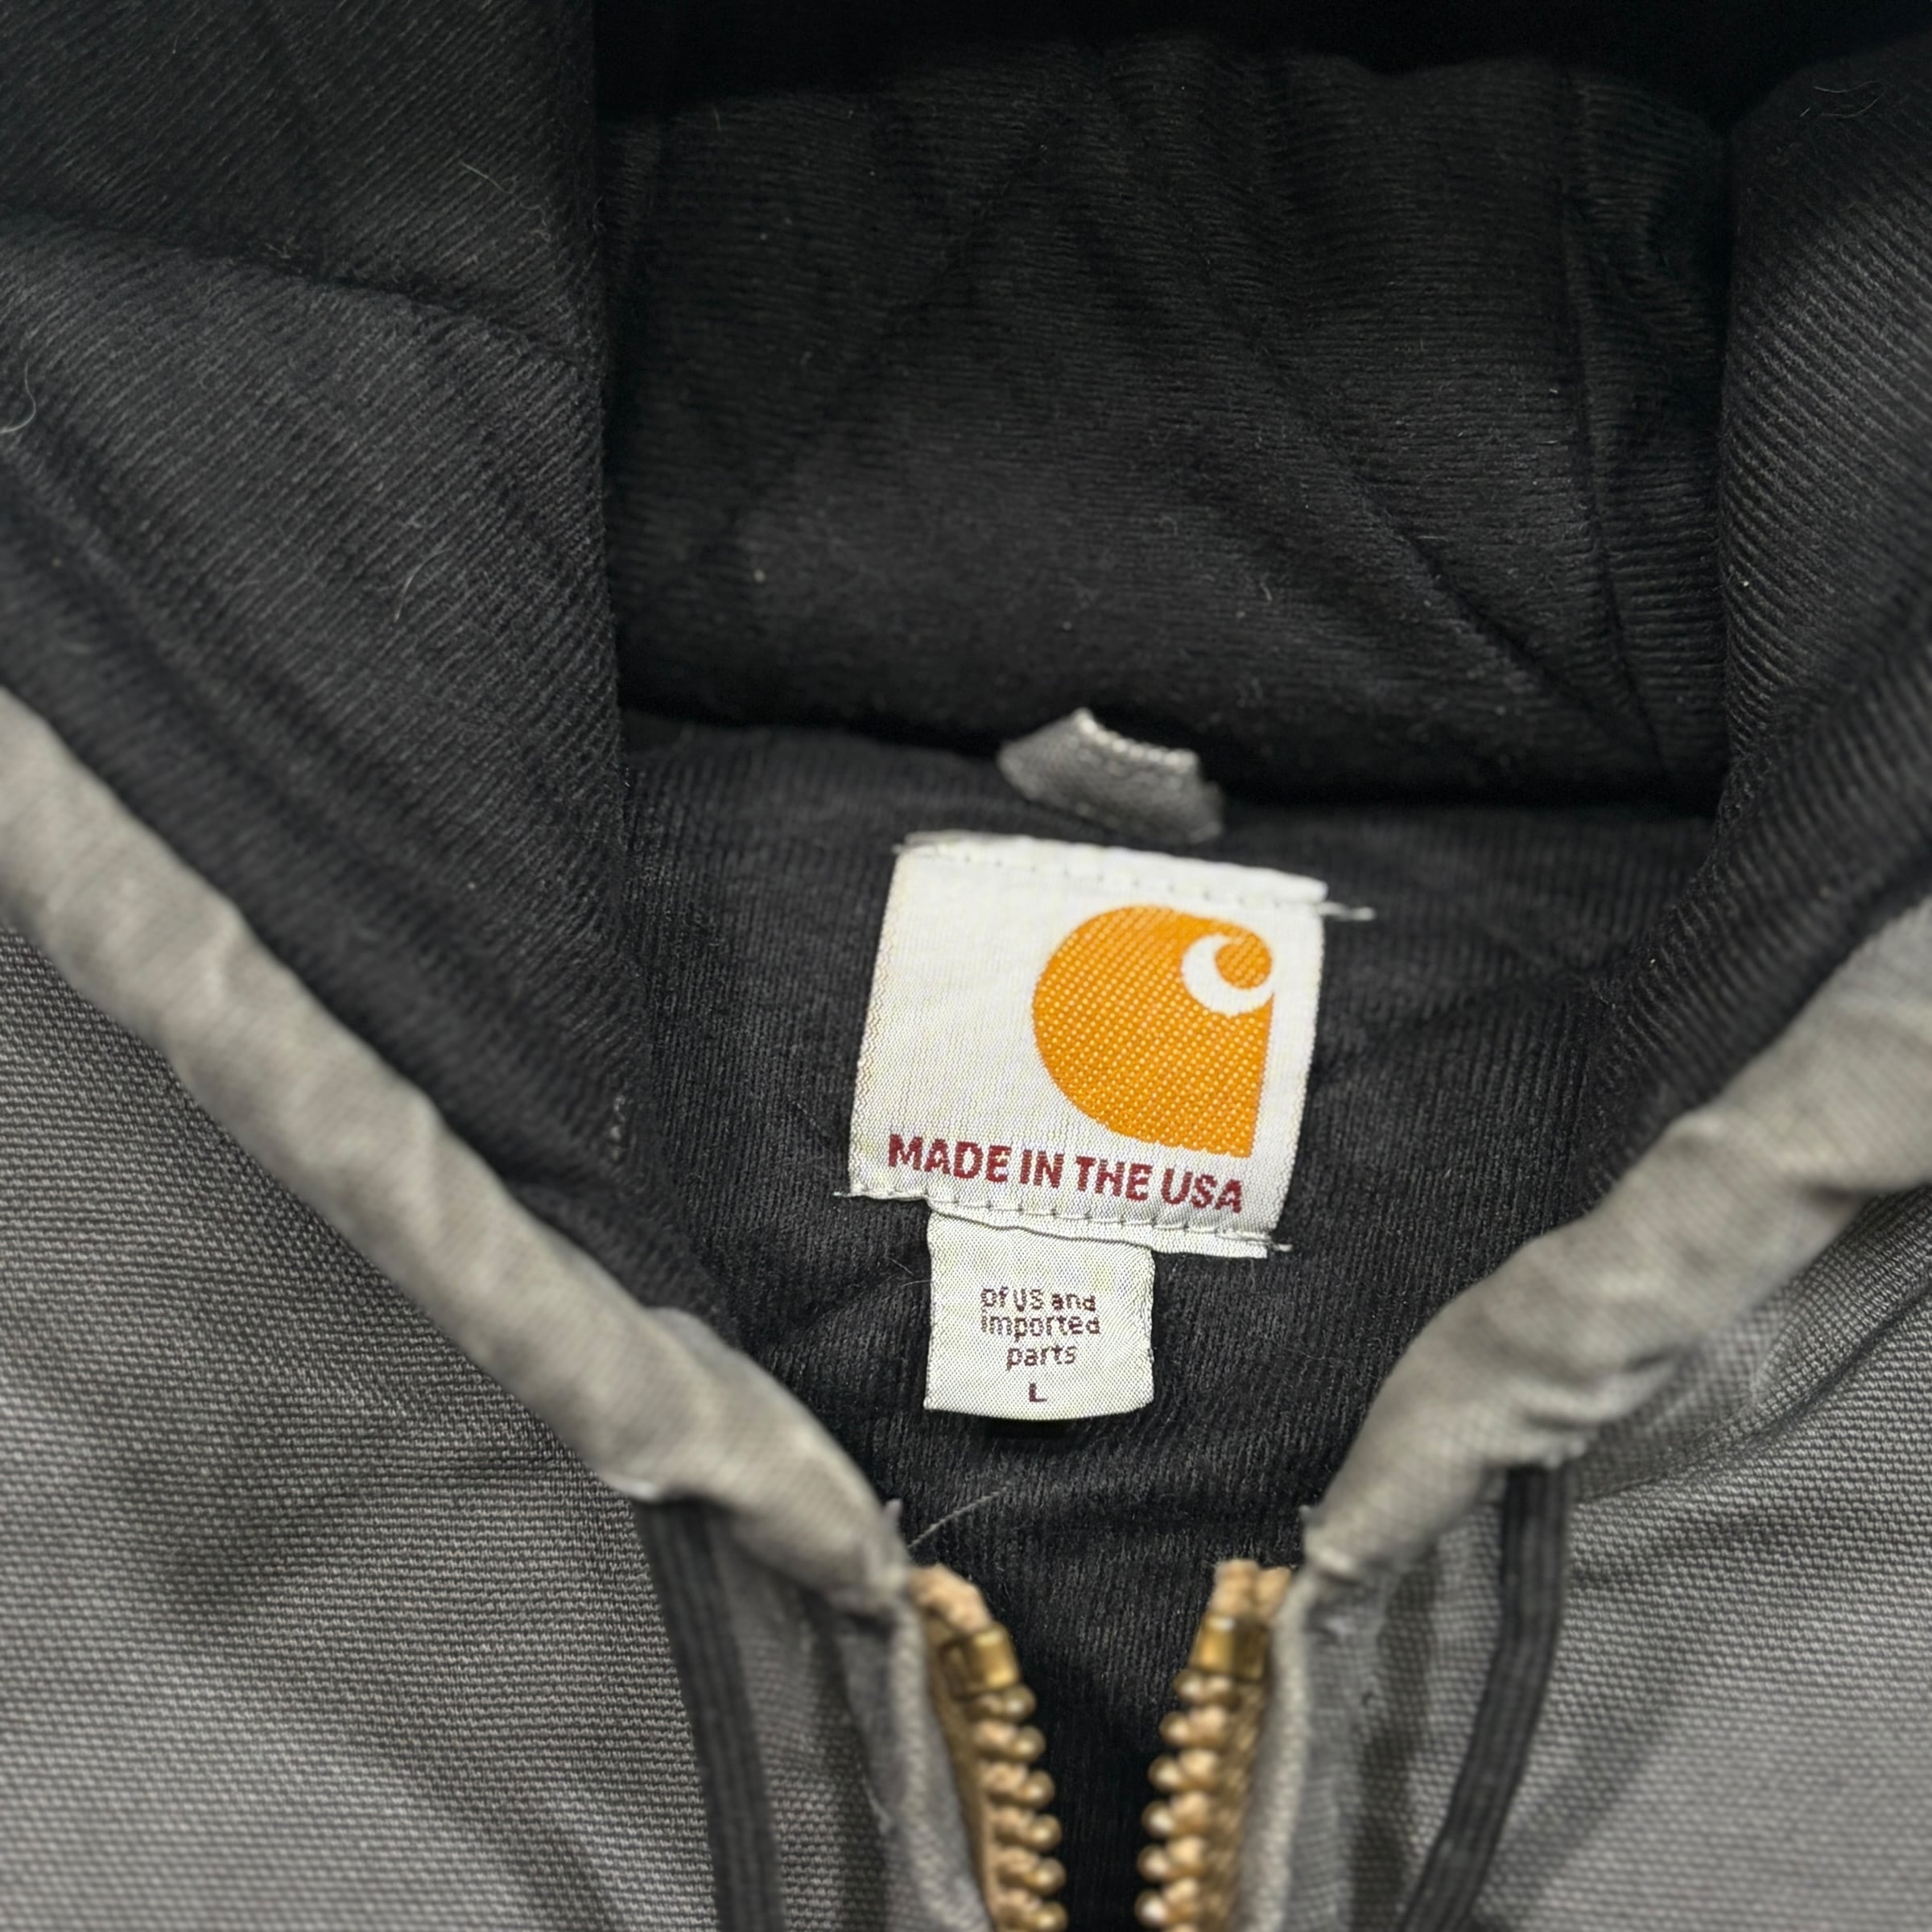 MADE IN THE USA
of US and
imported
parts
L